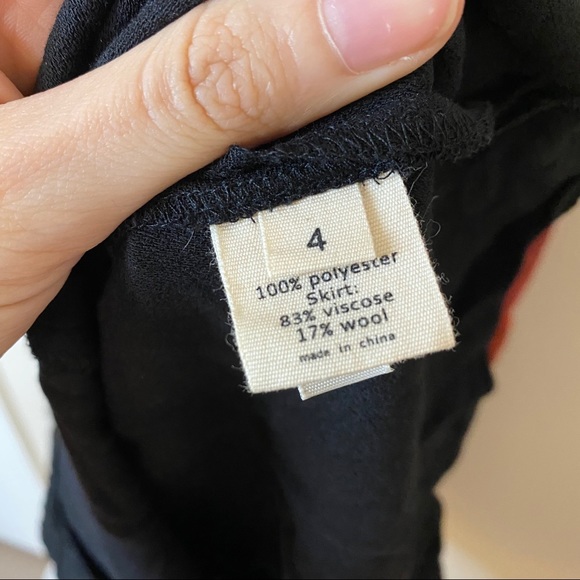 4
100% polyester
Skirt:
83% viscose
17% wool
made in china